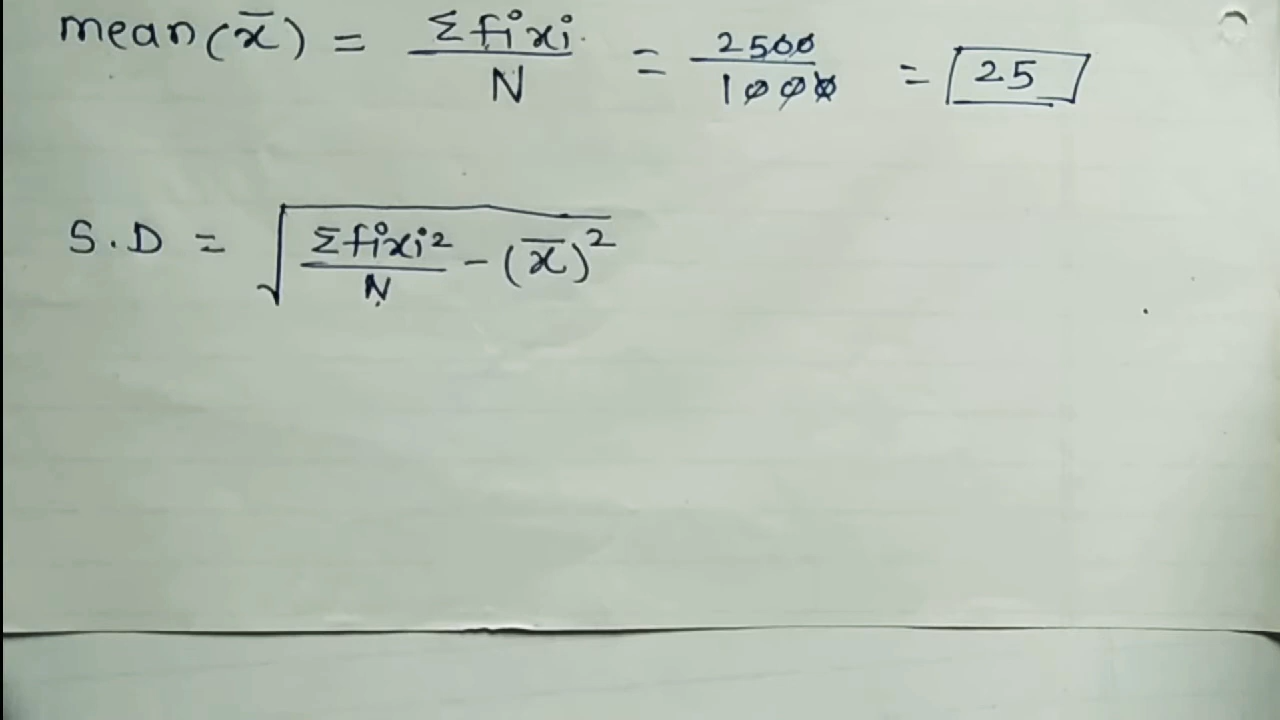 mean(x̄) = Σfixi / N = 2500 / 1000 = 25
S.D = √(Σfixi² / N - (x̄)²)